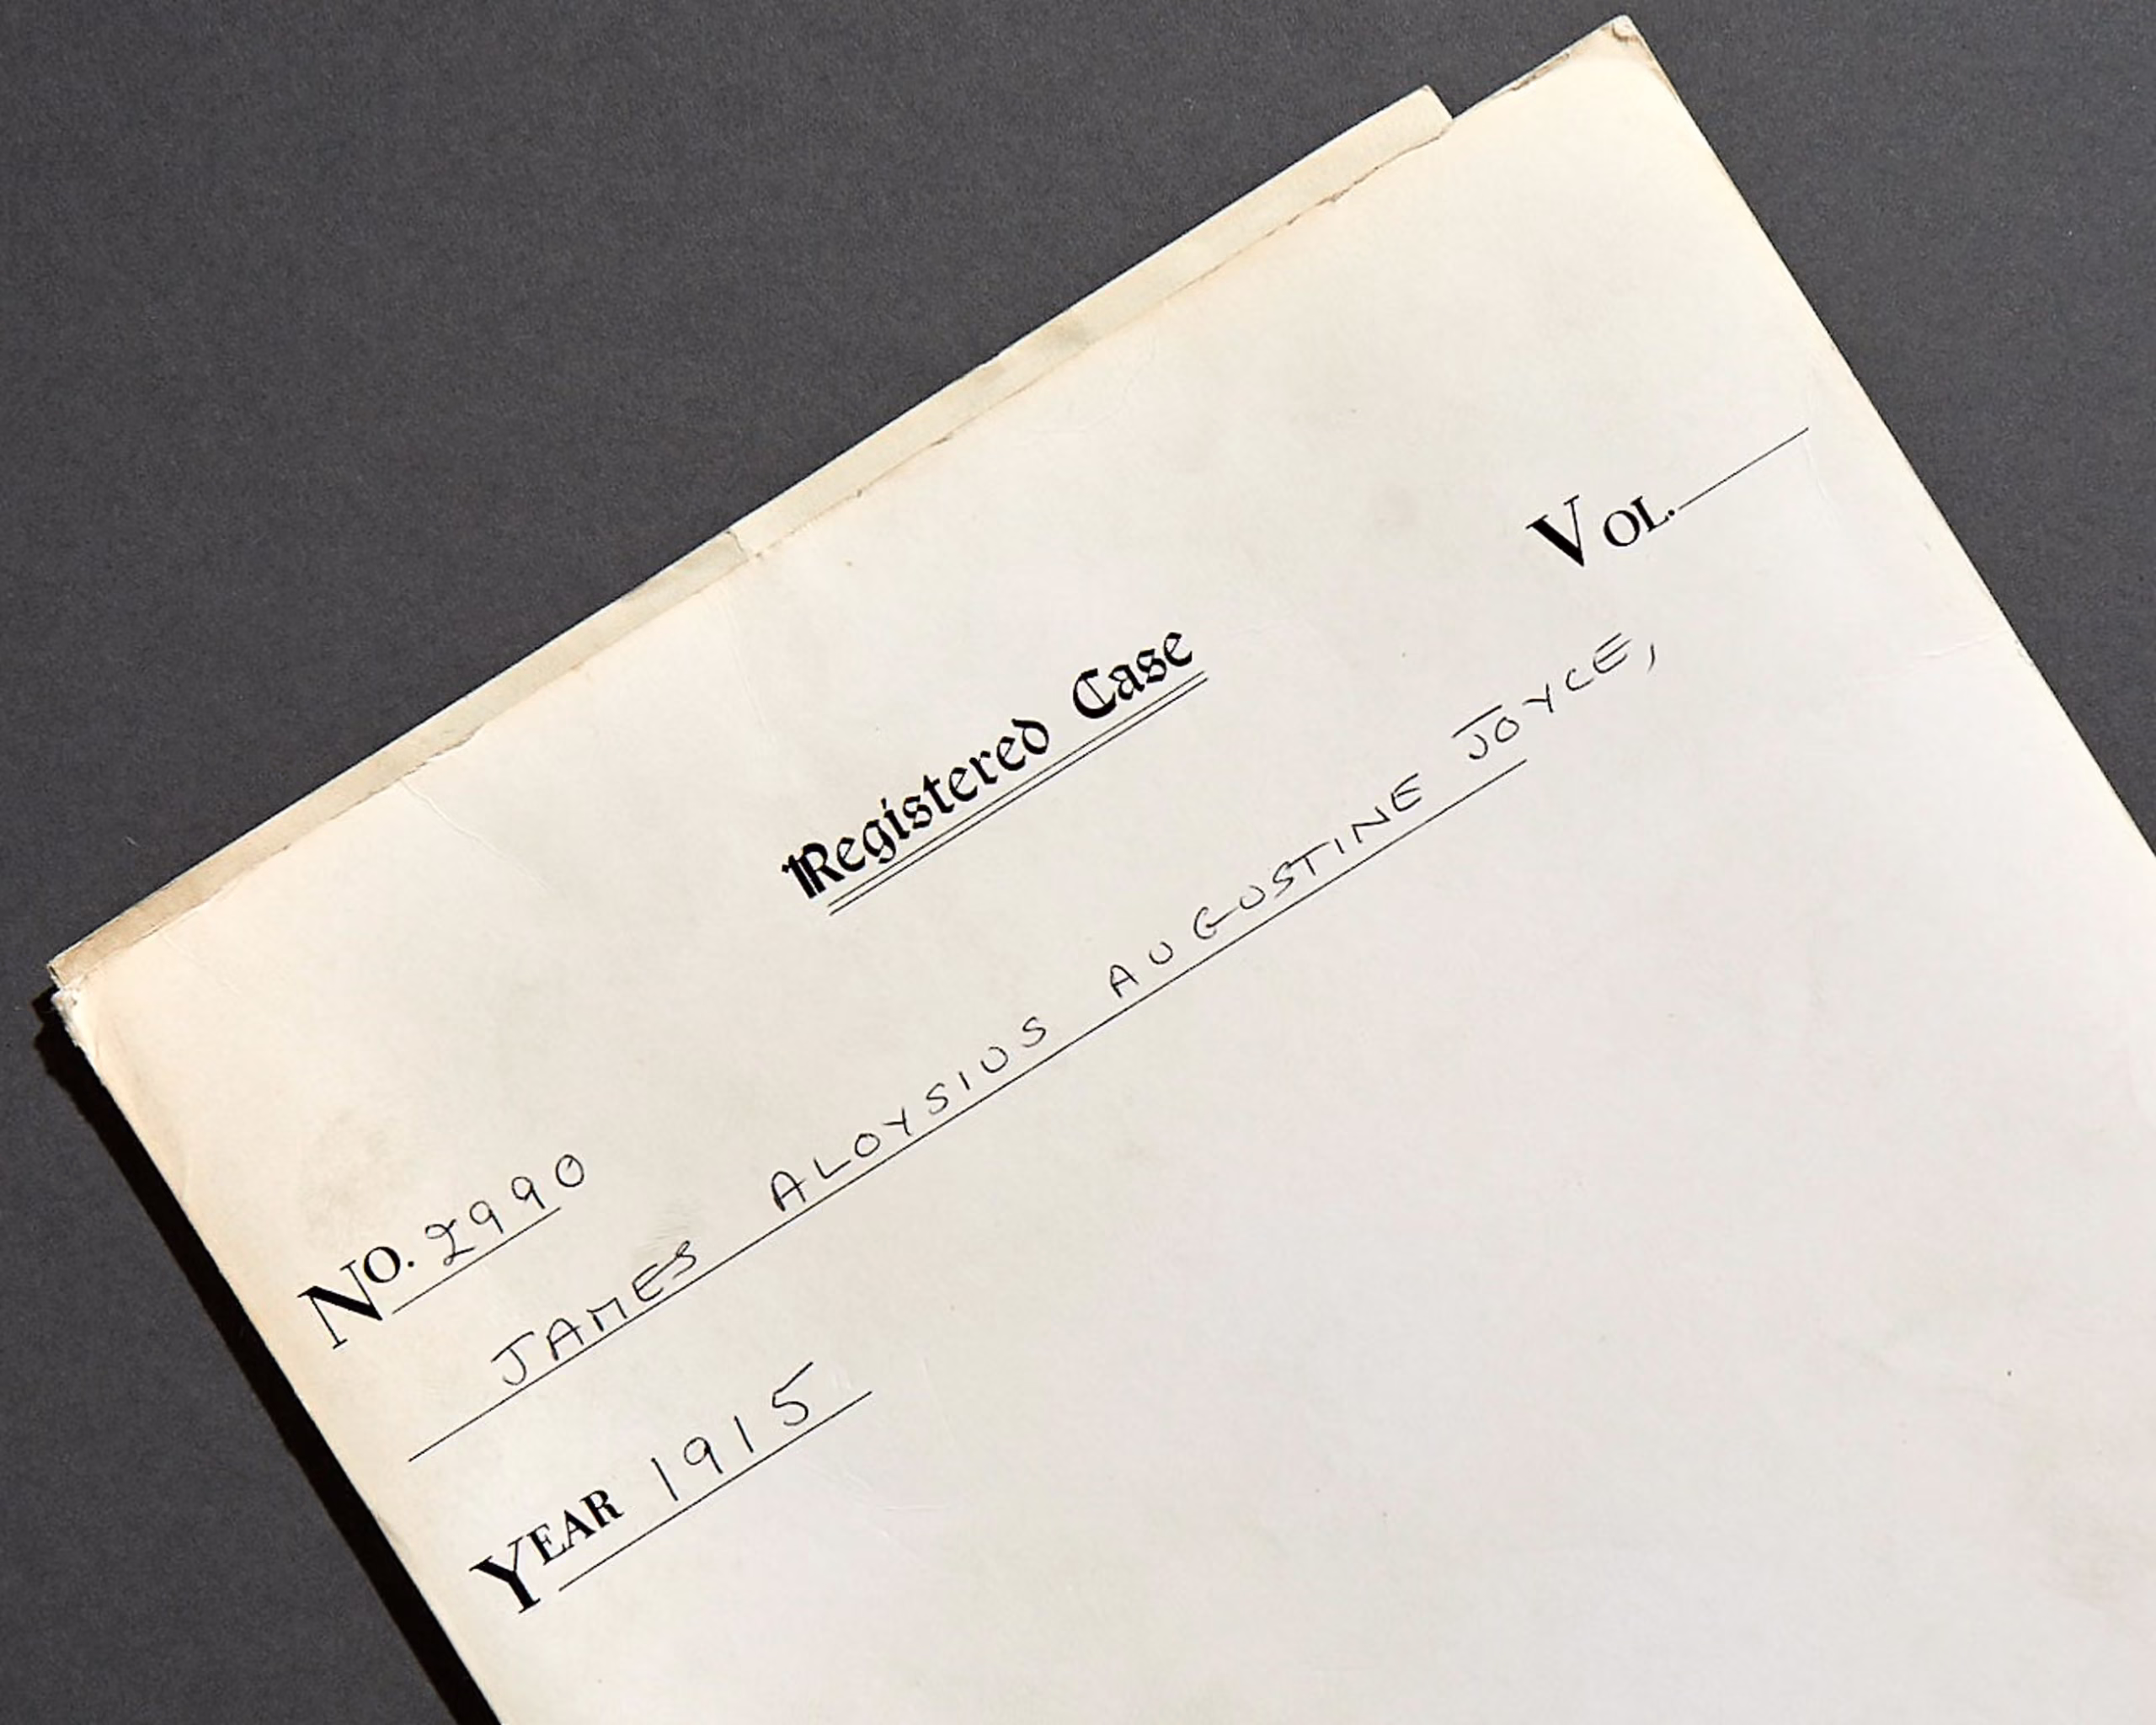 VOL.
Registered Case
NO. 2990
JAMES ALOYSIUS AUGUSTINE JOYCE,
YEAR 1915